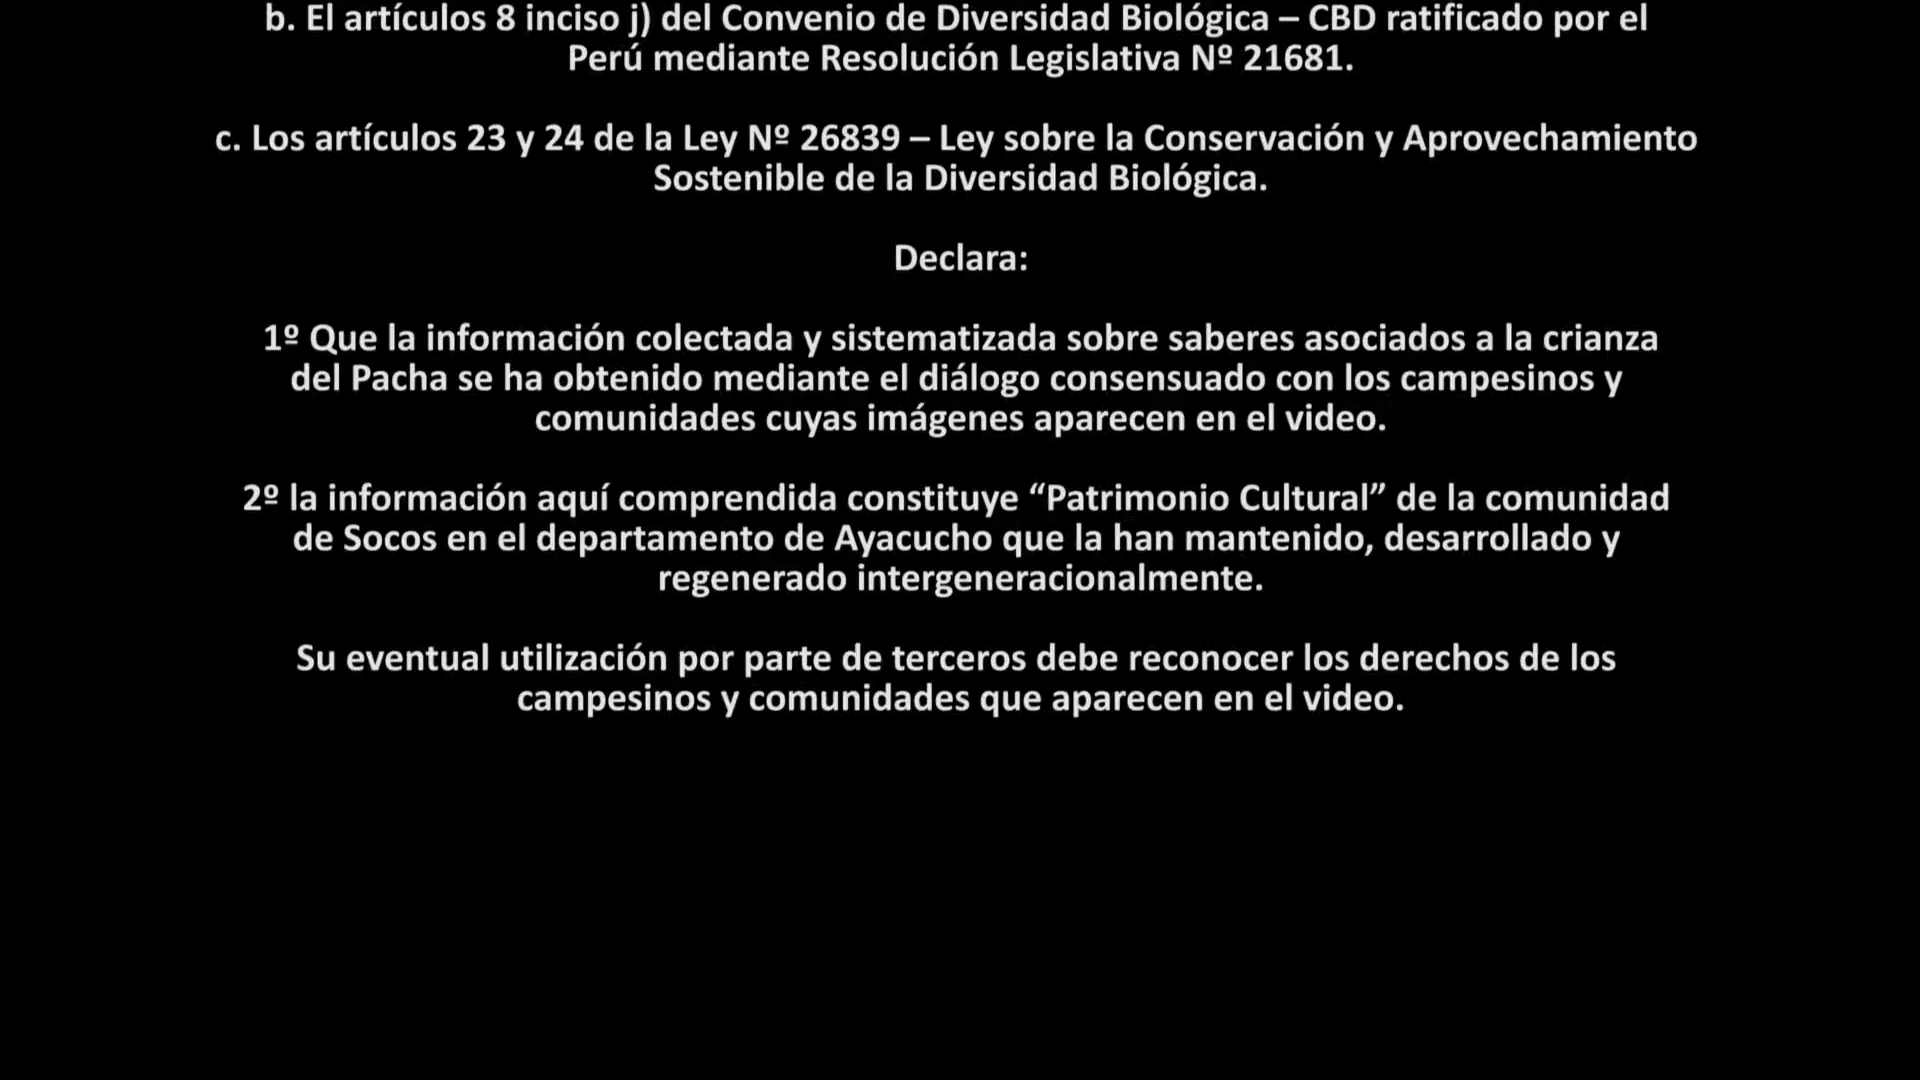 b. El artículos 8 inciso j) del Convenio de Diversidad Biológica – CBD ratificado por el
Perú mediante Resolución Legislativa Nº 21681.
c. Los artículos 23 y 24 de la Ley Nº 26839 – Ley sobre la Conservación y Aprovechamiento
Sostenible de la Diversidad Biológica.
Declara:
1º Que la información colectada y sistematizada sobre saberes asociados a la crianza
del Pacha se ha obtenido mediante el diálogo consensuado con los campesinos y
comunidades cuyas imágenes aparecen en el video.
2º la información aquí comprendida constituye “Patrimonio Cultural” de la comunidad
de Socos en el departamento de Ayacucho que la han mantenido, desarrollado y
regenerado intergeneracionalmente.
Su eventual utilización por parte de terceros debe reconocer los derechos de los
campesinos y comunidades que aparecen en el video.